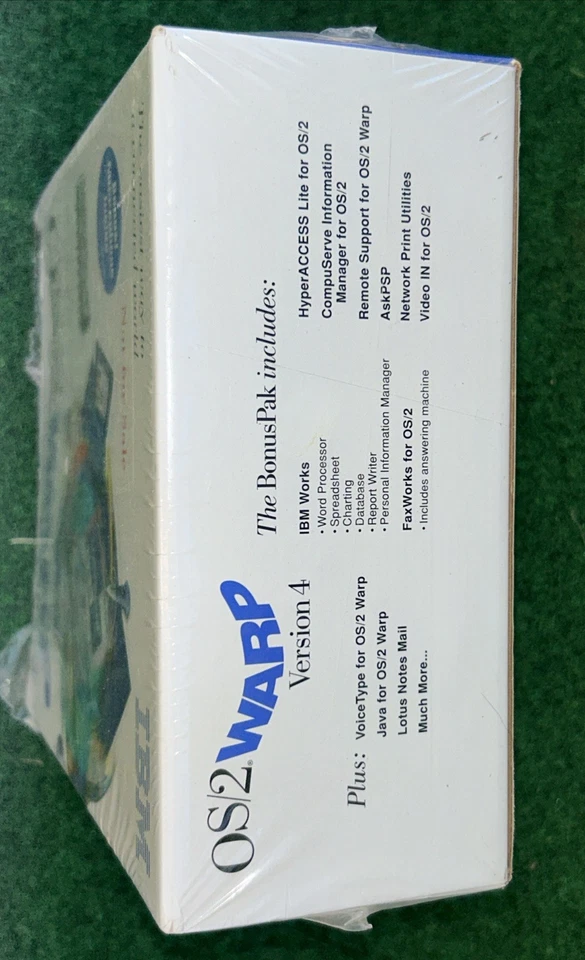 OS/2® WARP
Version 4
Plus: VoiceType for OS/2 Warp
Java for OS/2 Warp
Lotus Notes Mail
Much More...
The BonusPak includes:
IBM Works
• Word Processor
• Spreadsheet
• Charting
• Database
• Report Writer
• Personal Information Manager
FaxWorks for OS/2
• Includes answering machine
HyperACCESS Lite for OS/2
CompuServe Information
Manager for OS/2
Remote Support for OS/2 Warp
AskPSP
Network Print Utilities
Video IN for OS/2
IBM